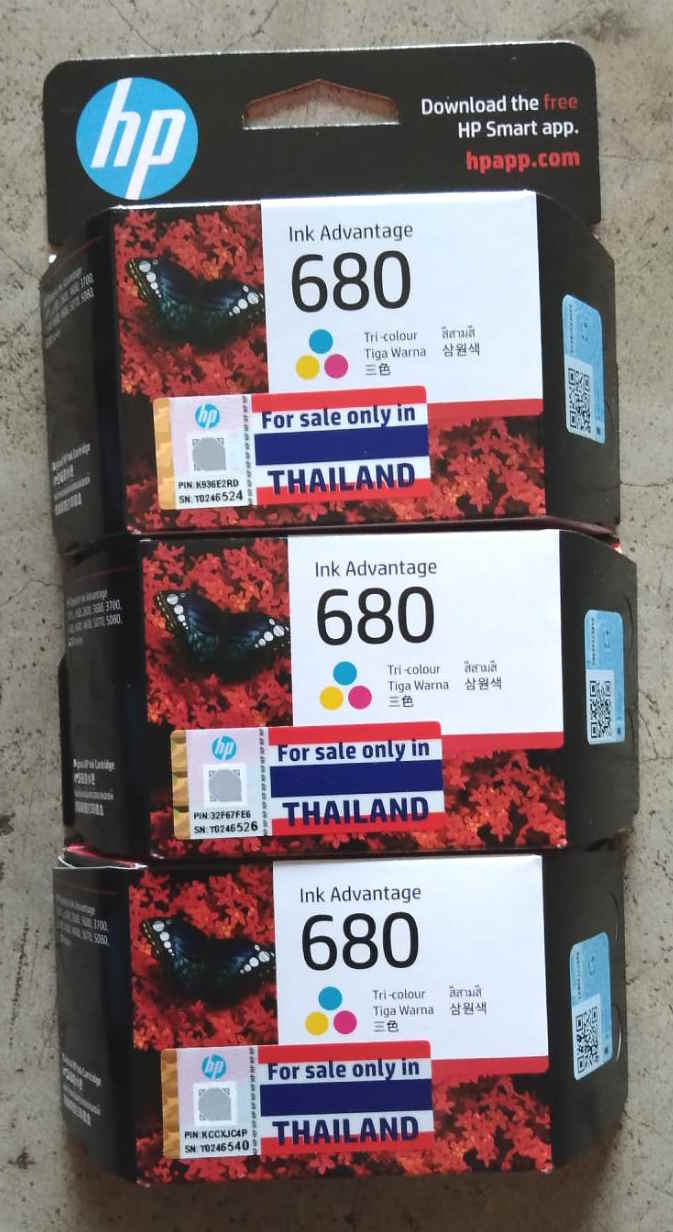 hp
Download the free
HP Smart app.
hpapp.com
Ink Advantage
680
Tri-colour สีสามสี
Tiga Warna 삼원색
三色
hp
For sale only in
THAILAND
PIN: K936E2RD
SN: T0246524
Ink Advantage
680
Tri-colour สีสามสี
Tiga Warna 삼원색
三色
hp
For sale only in
THAILAND
PIN: 32F67FE6
SN: T0246526
Ink Advantage
680
Tri-colour สีสามสี
Tiga Warna 삼원색
三色
hp
For sale only in
THAILAND
PIN: KCCXJC4P
SN: T0246540